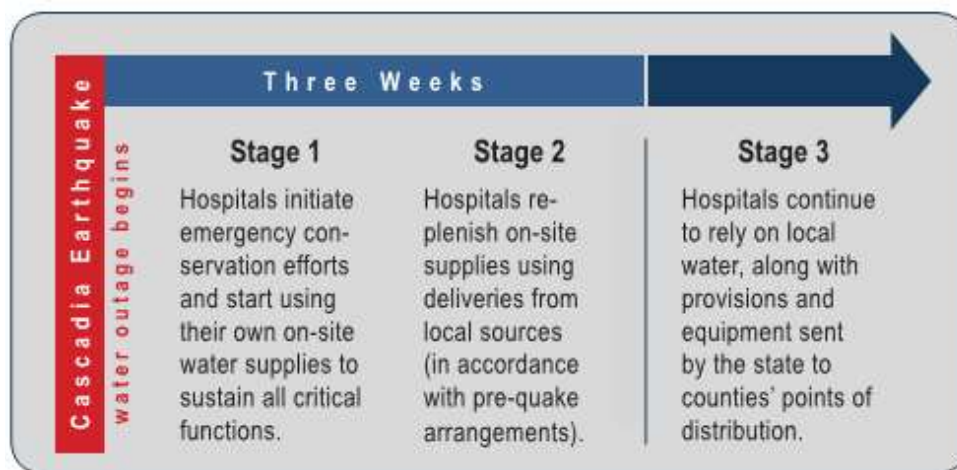 Cascadia Earthquake
water outage begins
Three Weeks
Stage 1
Hospitals initiate
emergency con-
servation efforts
and start using
their own on-site
water supplies to
sustain all critical
functions.
Stage 2
Hospitals re-
plenish on-site
supplies using
deliveries from
local sources
(in accordance
with pre-quake
arrangements).
Stage 3
Hospitals continue
to rely on local
water, along with
provisions and
equipment sent
by the state to
counties’ points of
distribution.